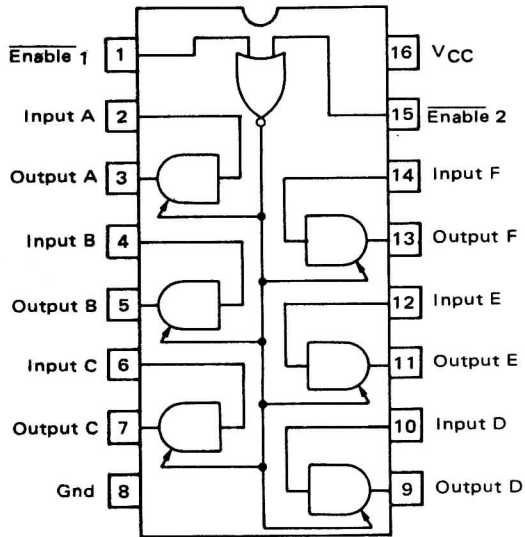 Enable 1
1
Input A
2
Output A
3
Input B
4
Output B
5
Input C
6
Output C
7
Gnd
8
16
VCC
15
Enable 2
14
Input F
13
Output F
12
Input E
11
Output E
10
Input D
9
Output D